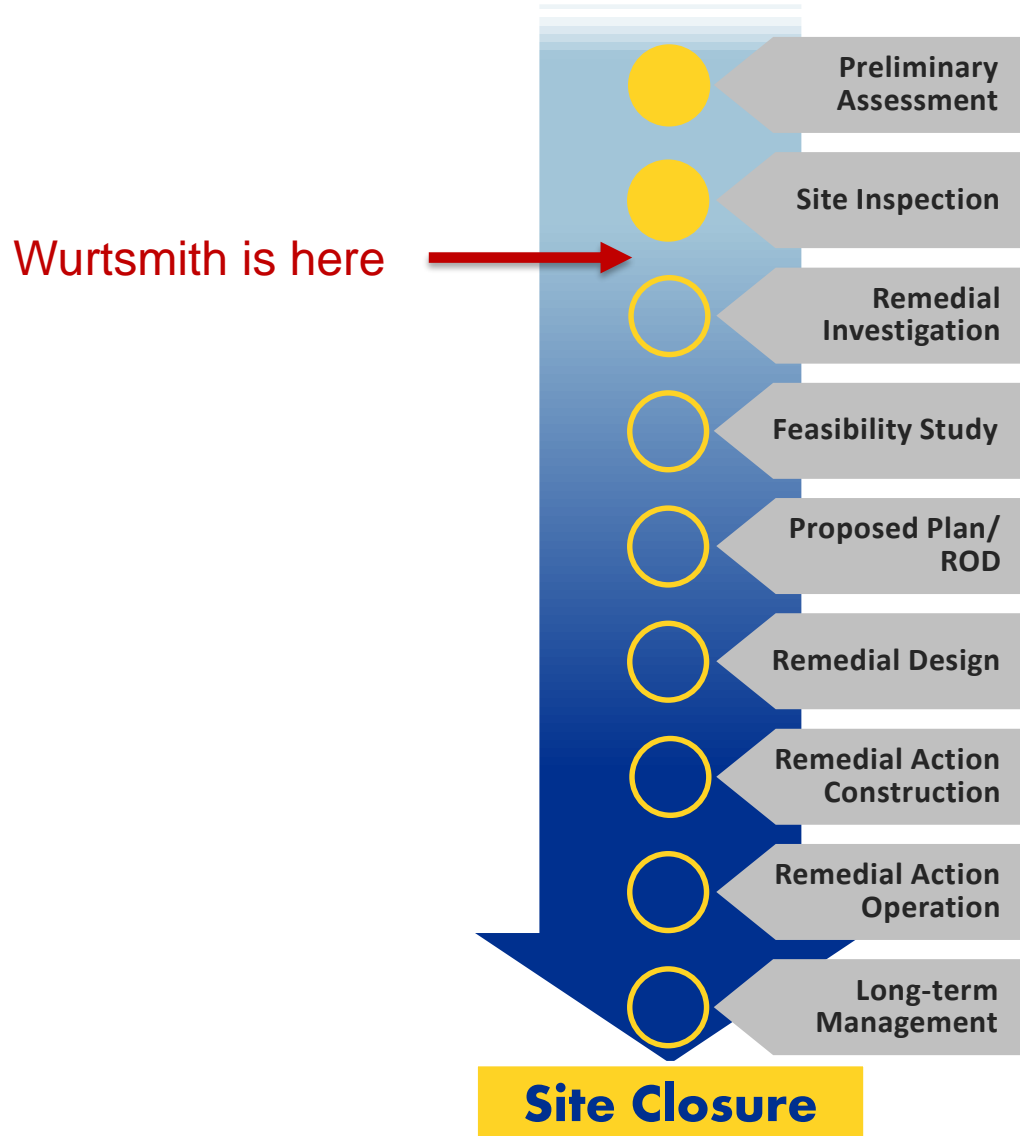 Preliminary
Assessment
Site Inspection
Wurtsmith is here
Remedial
Investigation
Feasibility Study
Proposed Plan/
ROD
Remedial Design
Remedial Action
Construction
Remedial Action
Operation
Long-term
Management
Site Closure